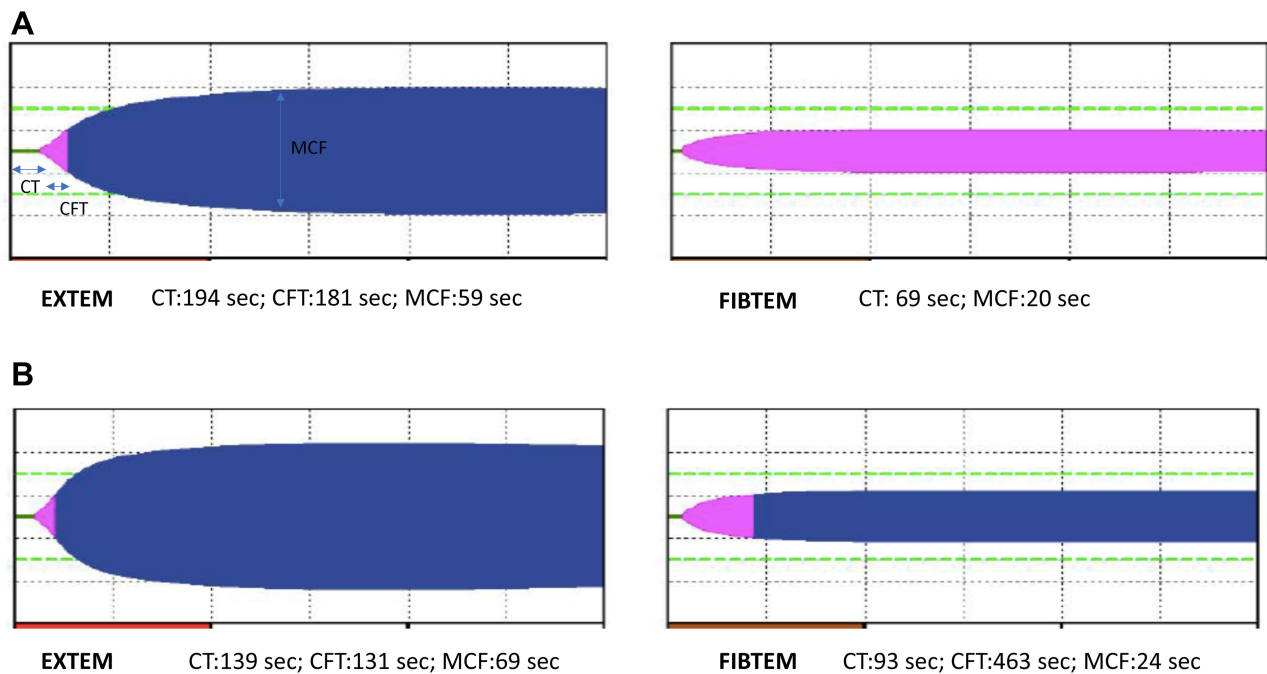 A
MCF
CT
CFT
EXTEM CT:194 sec; CFT:181 sec; MCF:59 sec
FIBTEM CT: 69 sec; MCF:20 sec
B
EXTEM CT:139 sec; CFT:131 sec; MCF:69 sec
FIBTEM CT:93 sec; CFT:463 sec; MCF:24 sec